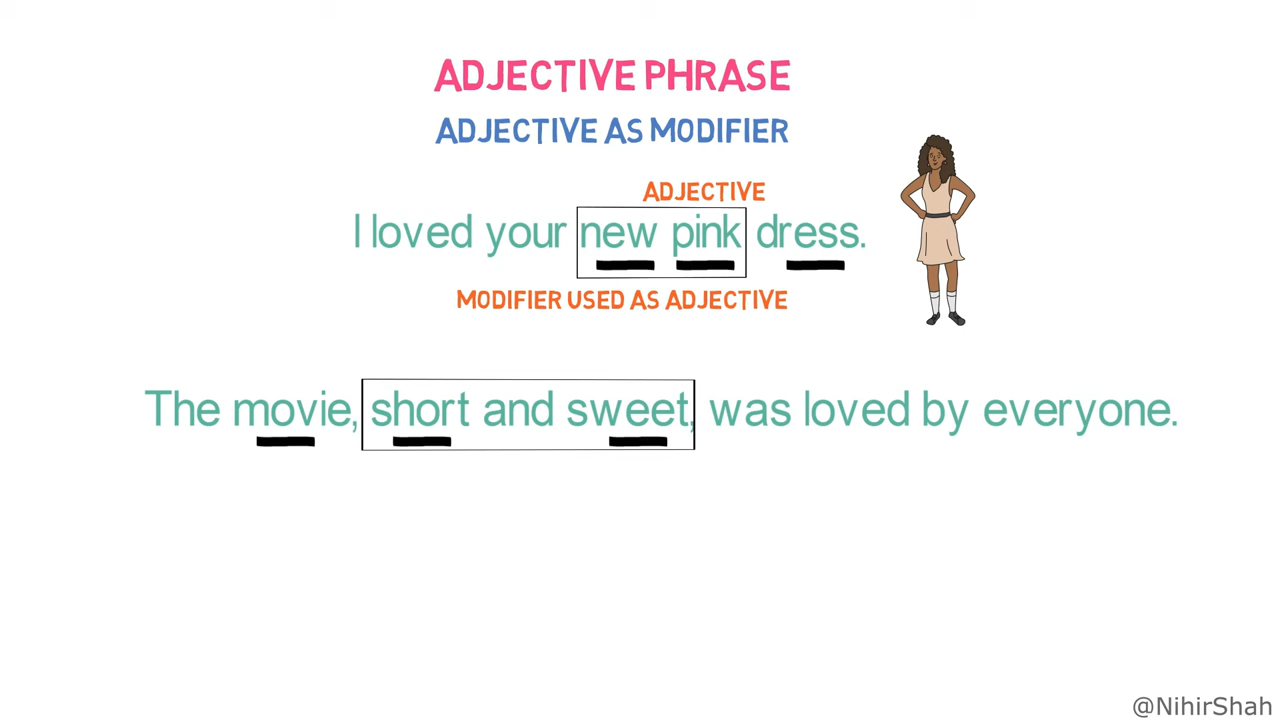 ADJECTIVE PHRASE
ADJECTIVE AS MODIFIER
ADJECTIVE
I loved your new pink dress.
MODIFIER USED AS ADJECTIVE
The movie, short and sweet, was loved by everyone.
@NihirShah